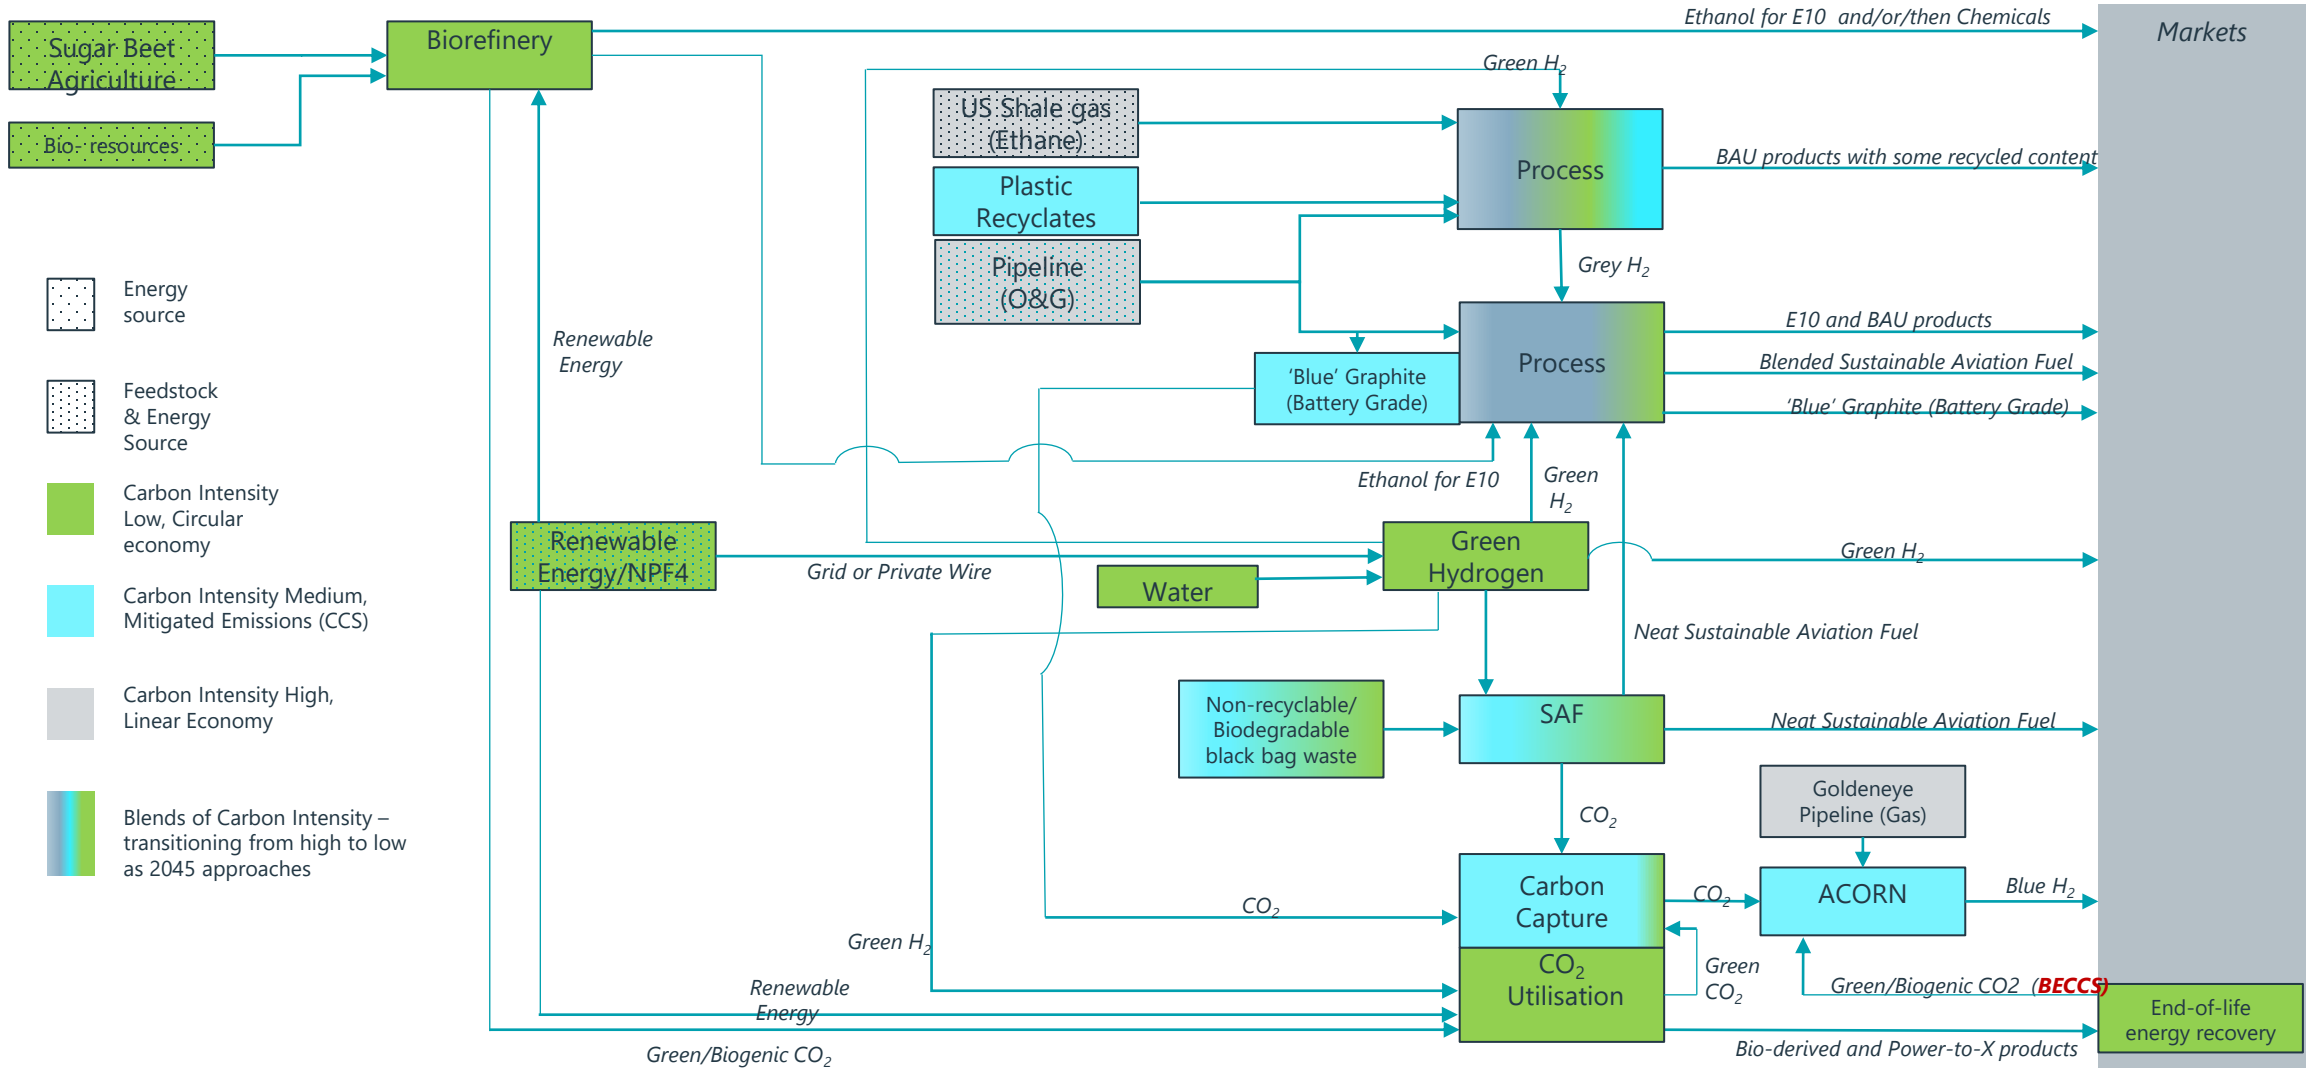 Ethanol for E10 and/or/then Chemicals
Markets
Sugar Beet
Agriculture
Biorefinery
Bio- resources
Green H2
US Shale gas
(Ethane)
Plastic
Recyclates
Pipeline
(O&G)
Process
BAU products with some recycled content
Grey H2
Energy
source
Feedstock
& Energy
Source
Carbon Intensity
Low, Circular
economy
Carbon Intensity Medium,
Mitigated Emissions (CCS)
Carbon Intensity High,
Linear Economy
Blends of Carbon Intensity –
transitioning from high to low
as 2045 approaches
Renewable
Energy
Process
E10 and BAU products
Blended Sustainable Aviation Fuel
‘Blue’ Graphite (Battery Grade)
‘Blue’ Graphite
(Battery Grade)
Ethanol for E10
Green
H2
Renewable
Energy/NPF4
Grid or Private Wire
Water
Green
Hydrogen
Green H2
Neat Sustainable Aviation Fuel
Non-recyclable/
Biodegradable
black bag waste
SAF
Neat Sustainable Aviation Fuel
CO2
Goldeneye
Pipeline (Gas)
Carbon
Capture
CO2
ACORN
Blue H2
CO2
Green H2
CO2
Utilisation
Green
CO2
Green/Biogenic CO2 (BECCS)
Renewable
Energy
End-of-life
energy recovery
Green/Biogenic CO2
Bio-derived and Power-to-X products